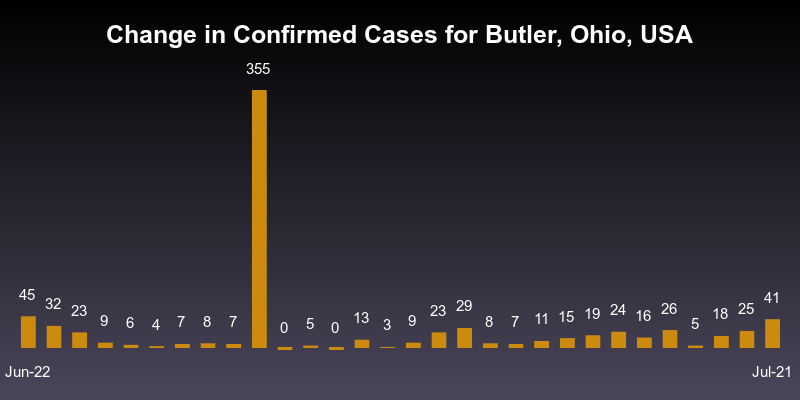 Change in Confirmed Cases for Butler, Ohio, USA
355
45 32 23 9 6 4 7 8 7 0 5 0 13 3 9 23 29 8 7 11 15 19 24 16 26 5 18 25 41
Jun-22 Jul-21